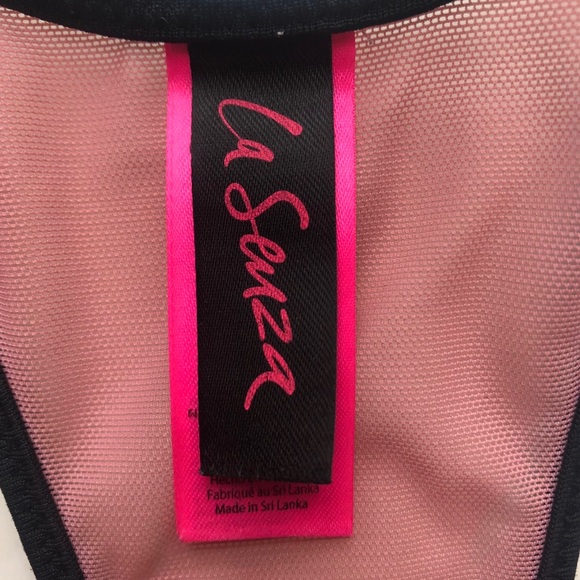 La Senza
Fabriqué au Sri Lanka
Made in Sri Lanka